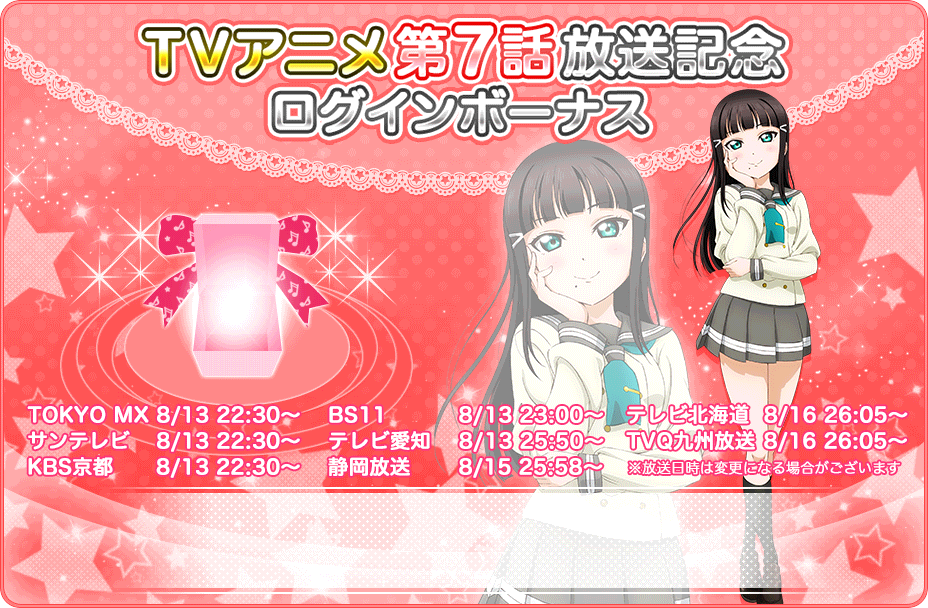 TVアニメ第7話放送記念
ログインボーナス
TOKYO MX 8/13 22:30～
サンテレビ 8/13 22:30～
KBS京都 8/13 22:30～
BS11 8/13 23:00～
テレビ愛知 8/13 25:50～
静岡放送 8/15 25:58～
テレビ北海道 8/16 26:05～
TVQ九州放送 8/16 26:05～
※放送日時は変更になる場合がございます